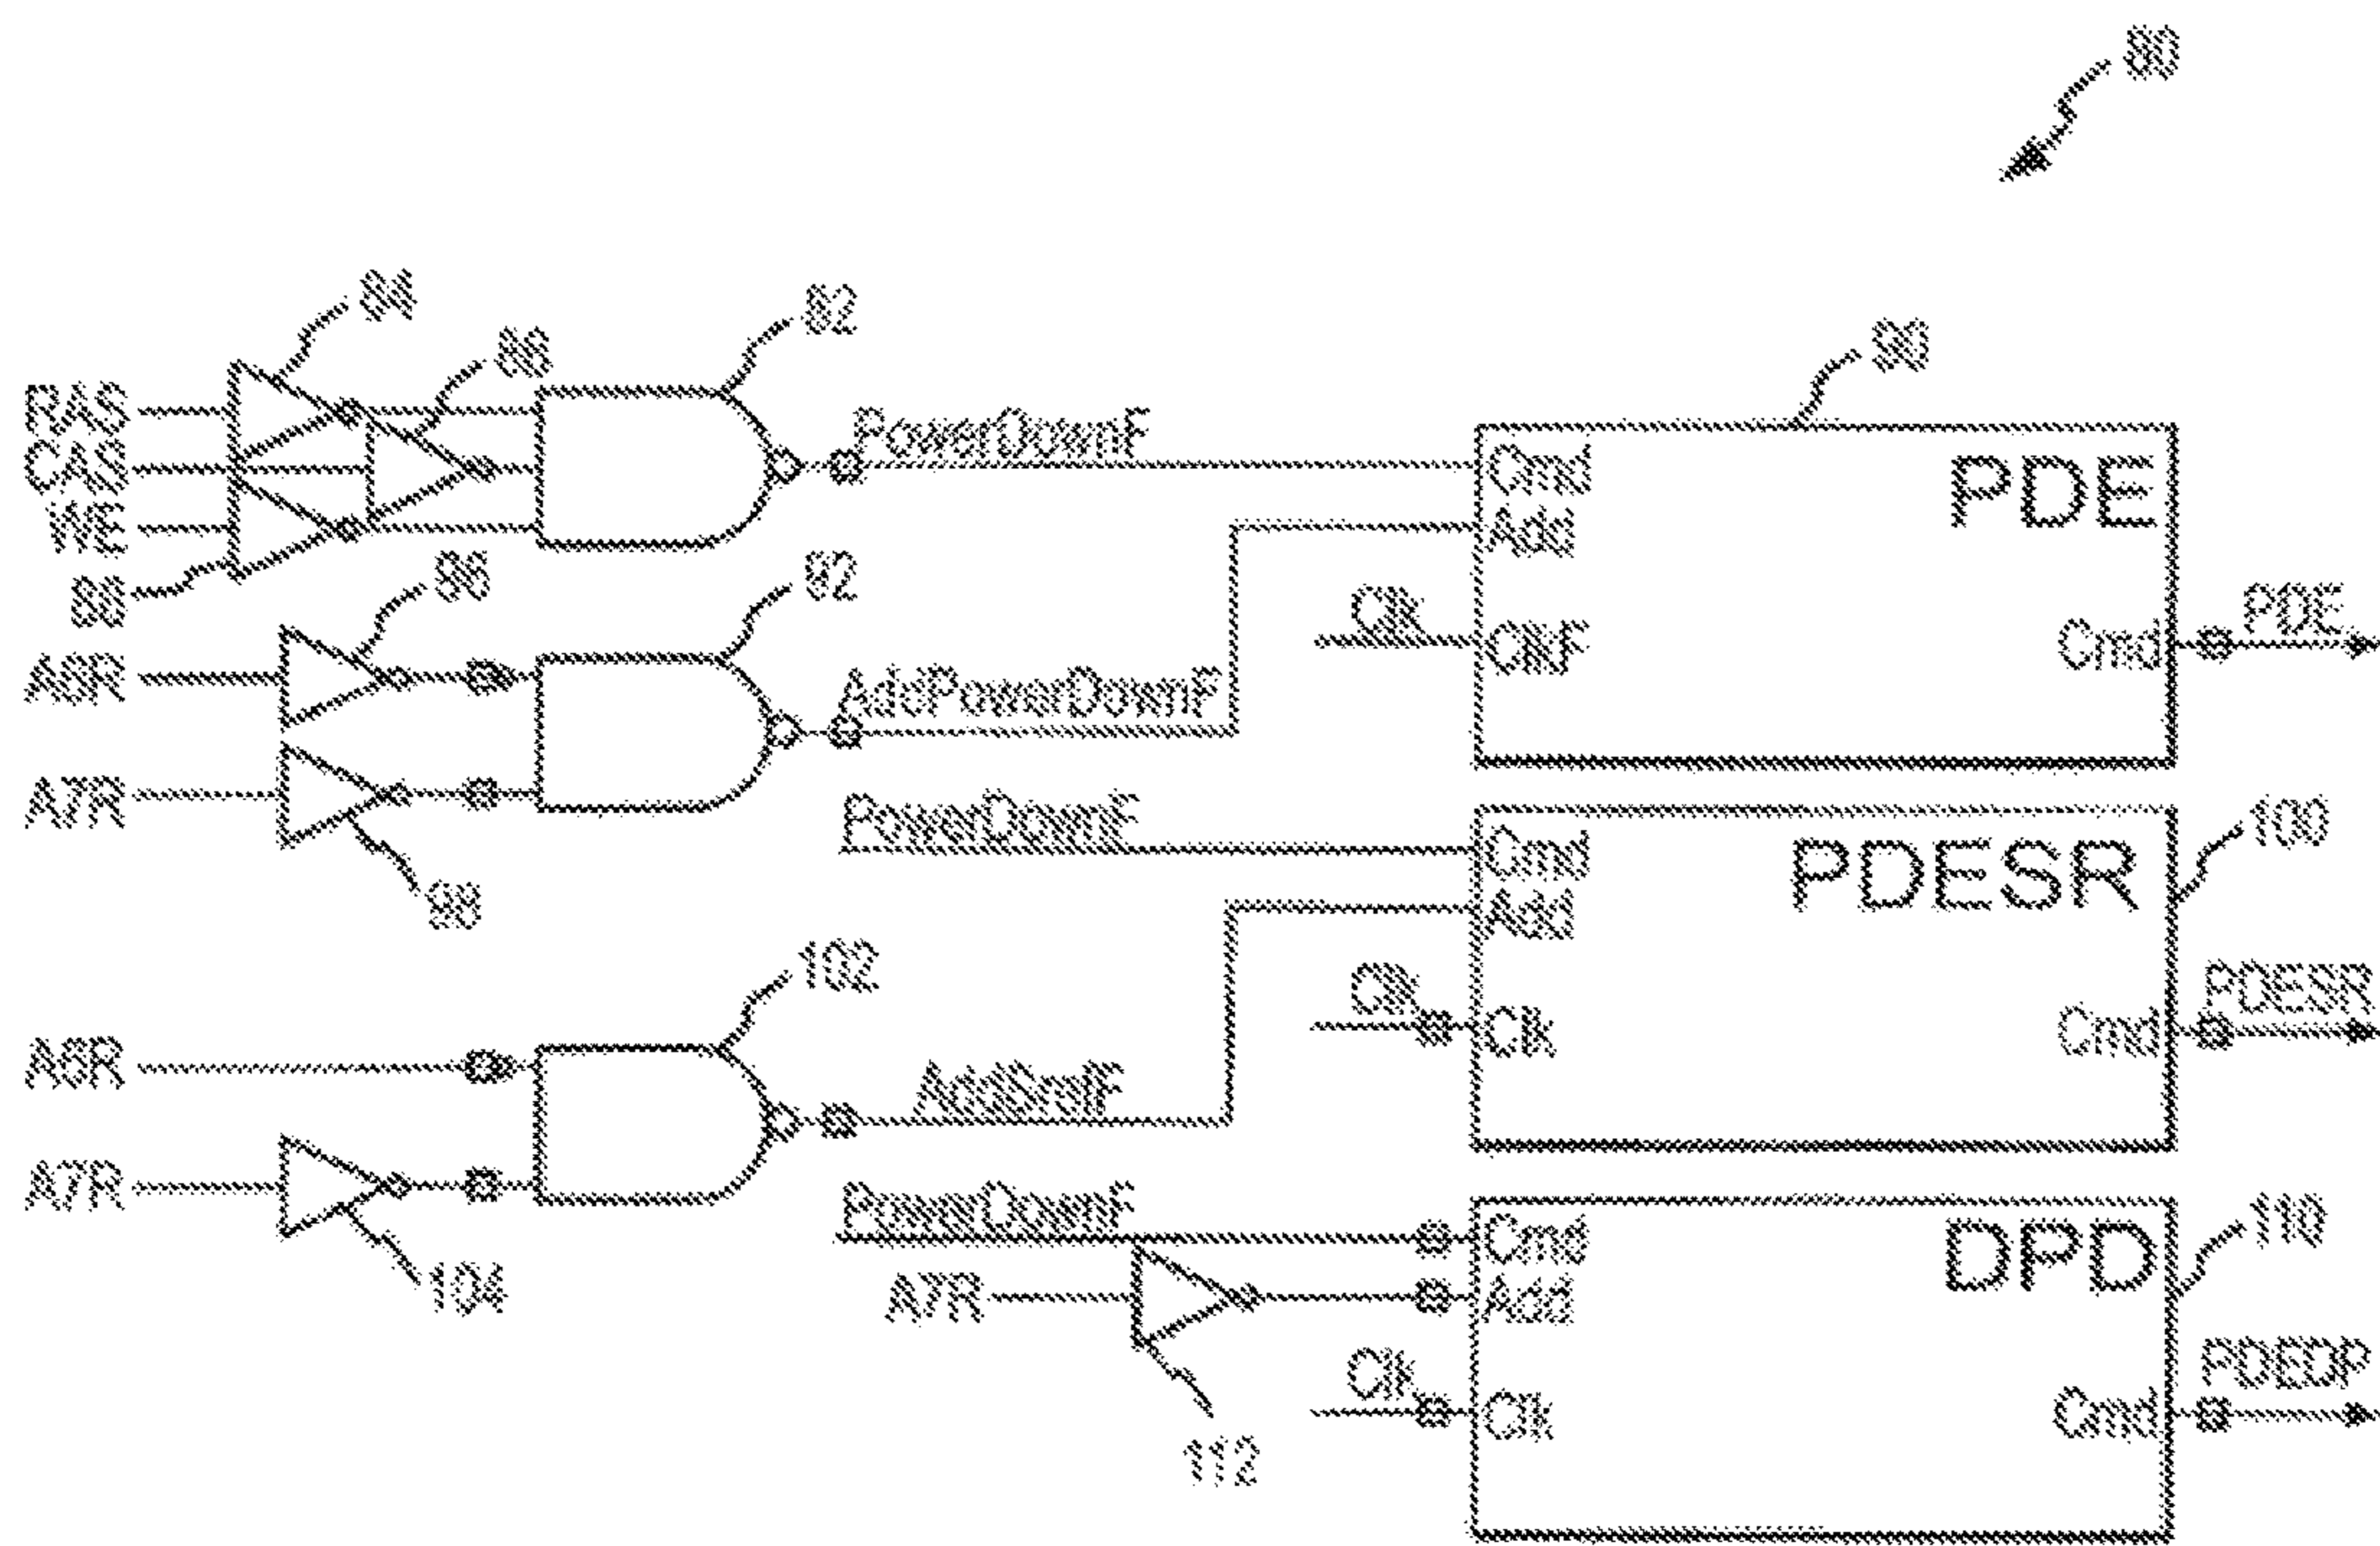 80
84
86
82
90
RAS
CAS
WE
88
PowerDownF
Cmd
PDE
Add
Clk
ClkF
Cmd
PDE
96
92
A6R
AddPowerDownF
A7R
98
PowerDownF
Cmd
PDESR
100
Add
Clk
Clk
Cmd
PDESR
102
A6R
AddSrefF
A7R
104
PowerDownF
Cmd
DPD
110
A7R
Add
Clk
Clk
Cmd
PDEDP
112